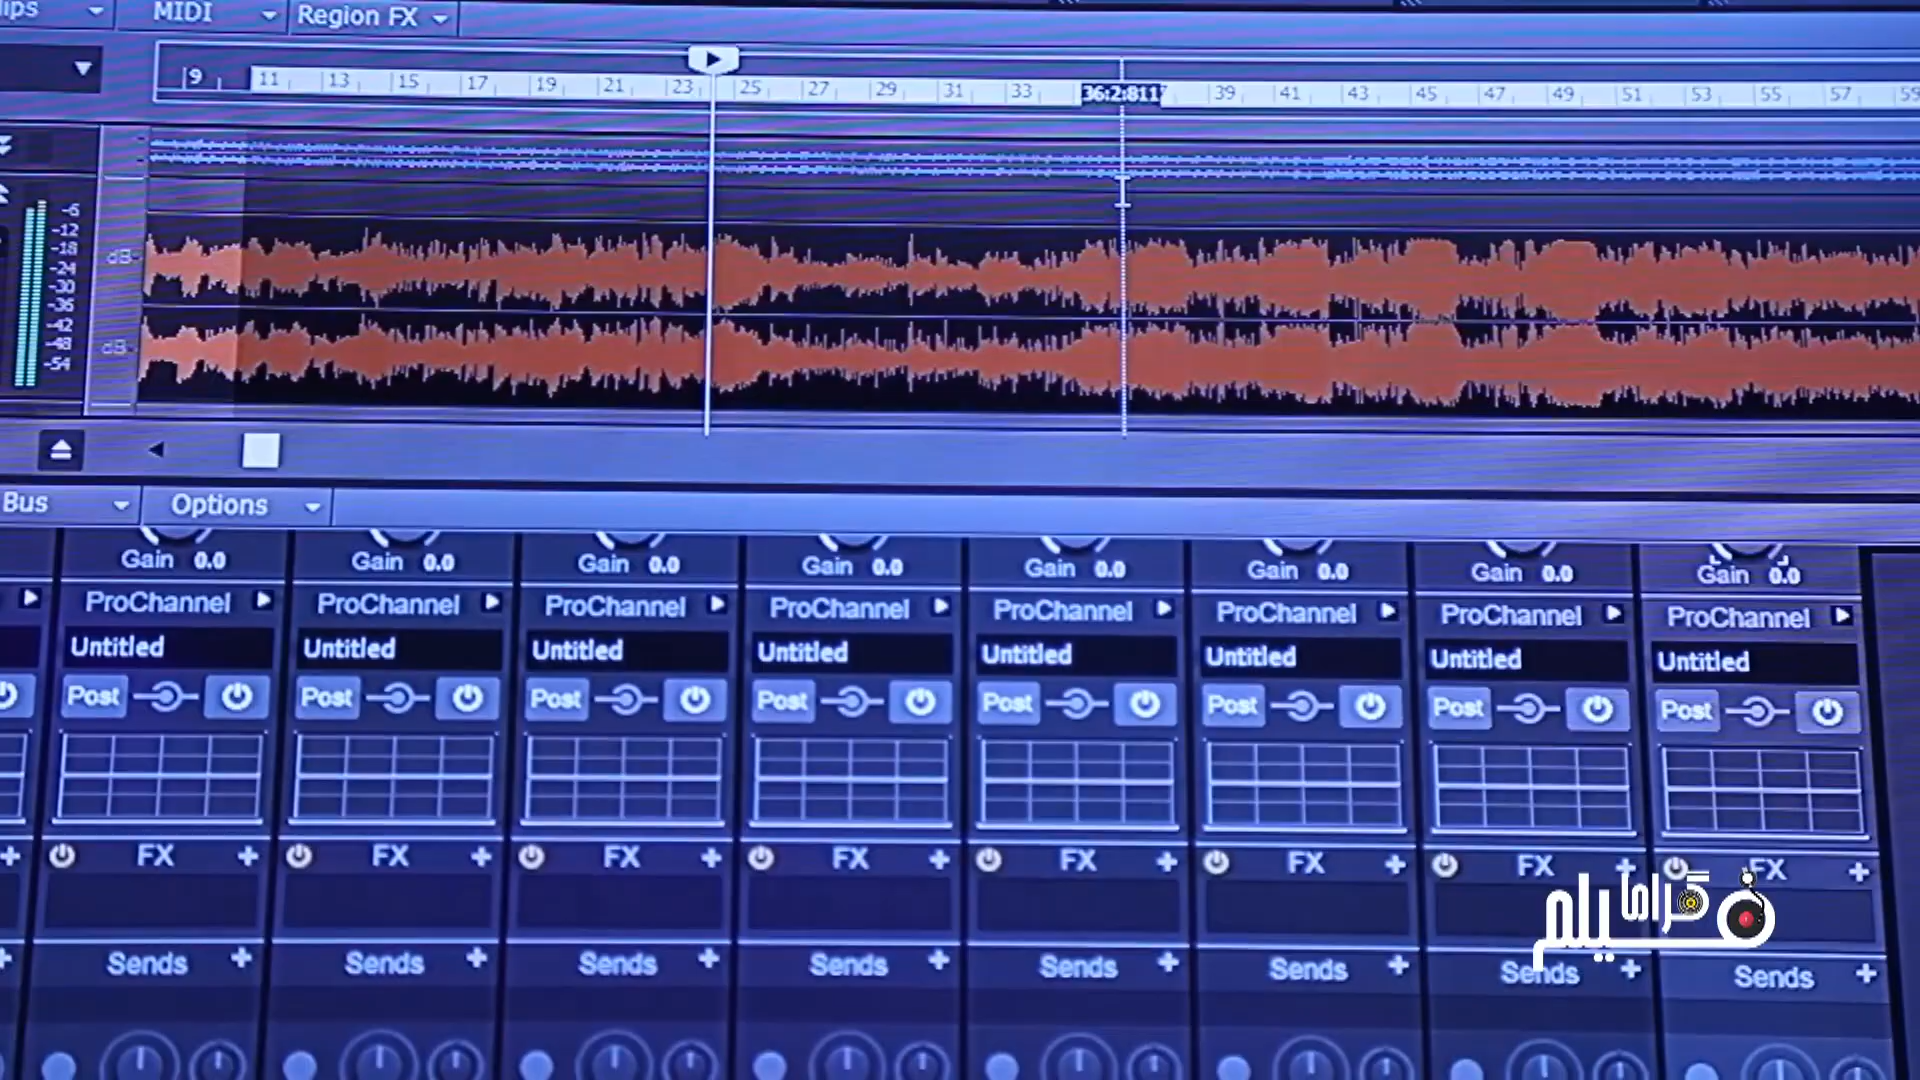 MIDI Region FX
9 11 13 15 17 19 21 23 25 27 29 31 33 36:2:811 39 41 43 45 47 49 51 53 55 57 59
-6
-12
-18
-24
-30
-36
-42
-48
-54
dB
dB
Bus Options
Gain 0.0 Gain 0.0 Gain 0.0 Gain 0.0 Gain 0.0 Gain 0.0 Gain 0.0 Gain 0.0
ProChannel ProChannel ProChannel ProChannel ProChannel ProChannel ProChannel ProChannel
Untitled Untitled Untitled Untitled Untitled Untitled Untitled Untitled
Post Post Post Post Post Post Post Post
FX FX FX FX FX FX FX FX
فيلم گراما
Sends Sends Sends Sends Sends Sends Sends Sends